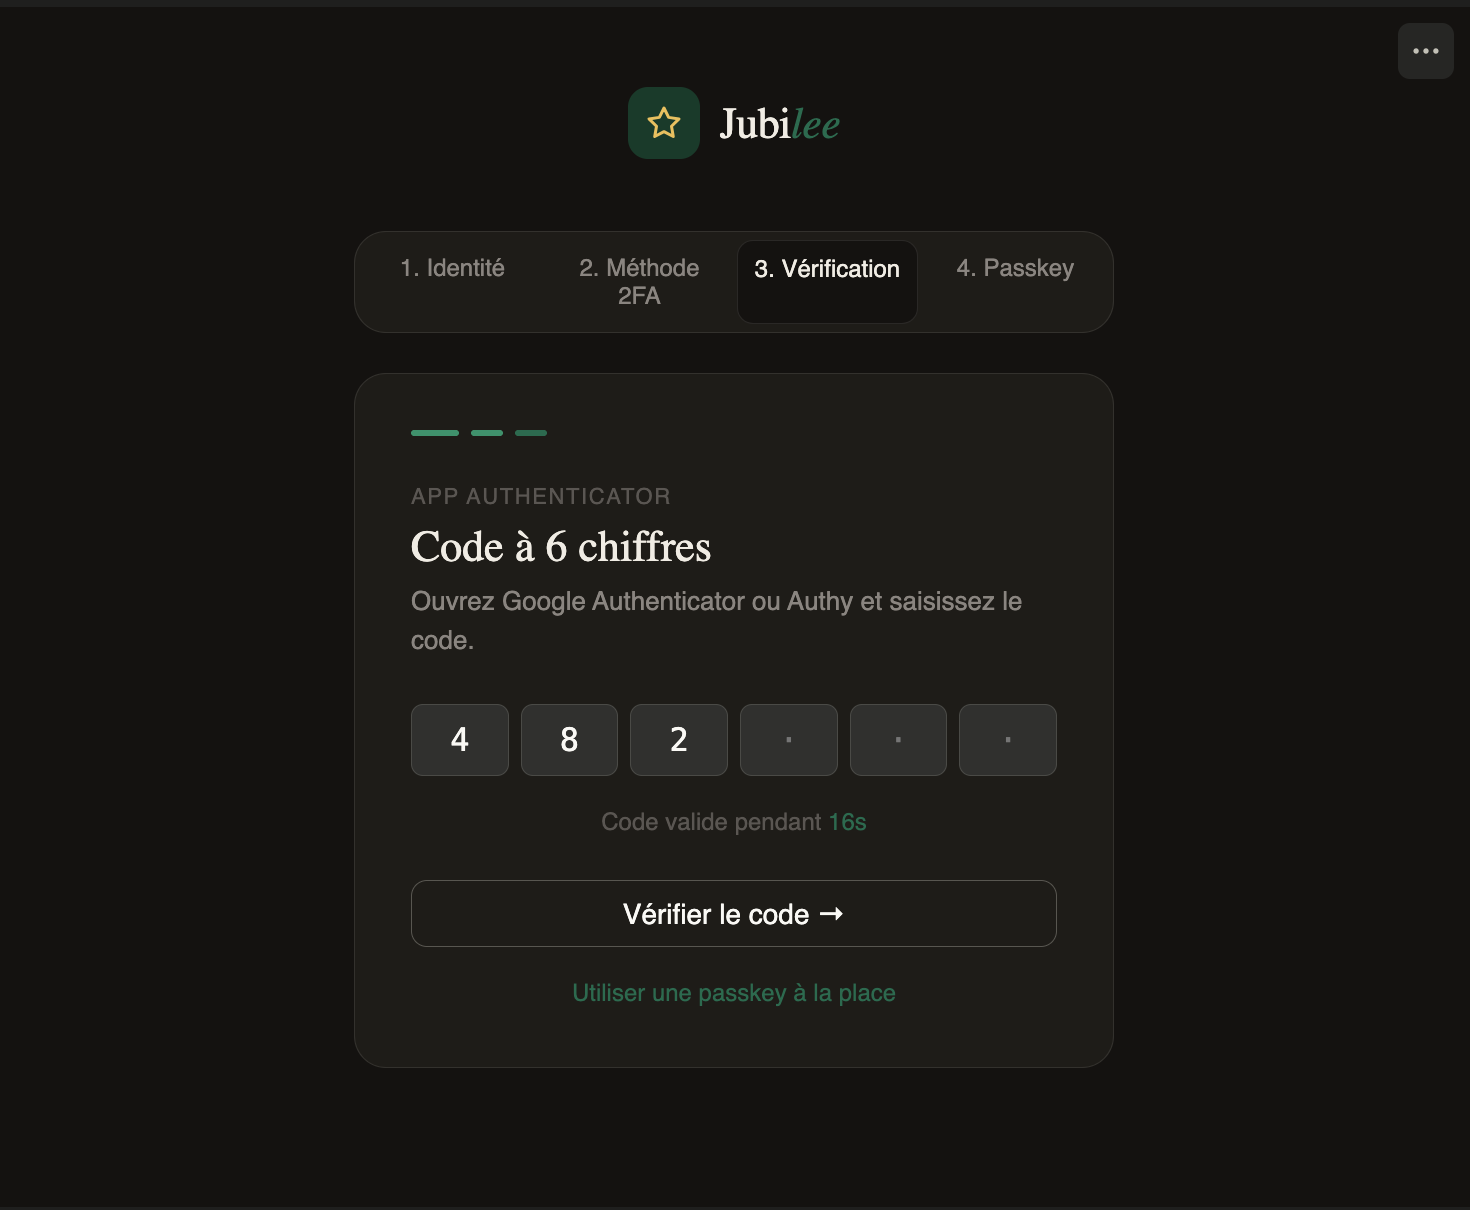 Jubilee
1. Identité
2. Méthode
2FA
3. Vérification
4. Passkey
APP AUTHENTICATOR
Code à 6 chiffres
Ouvrez Google Authenticator ou Authy et saisissez le
code.
4 8 2 · · ·
Code valide pendant 16s
Vérifier le code →
Utiliser une passkey à la place